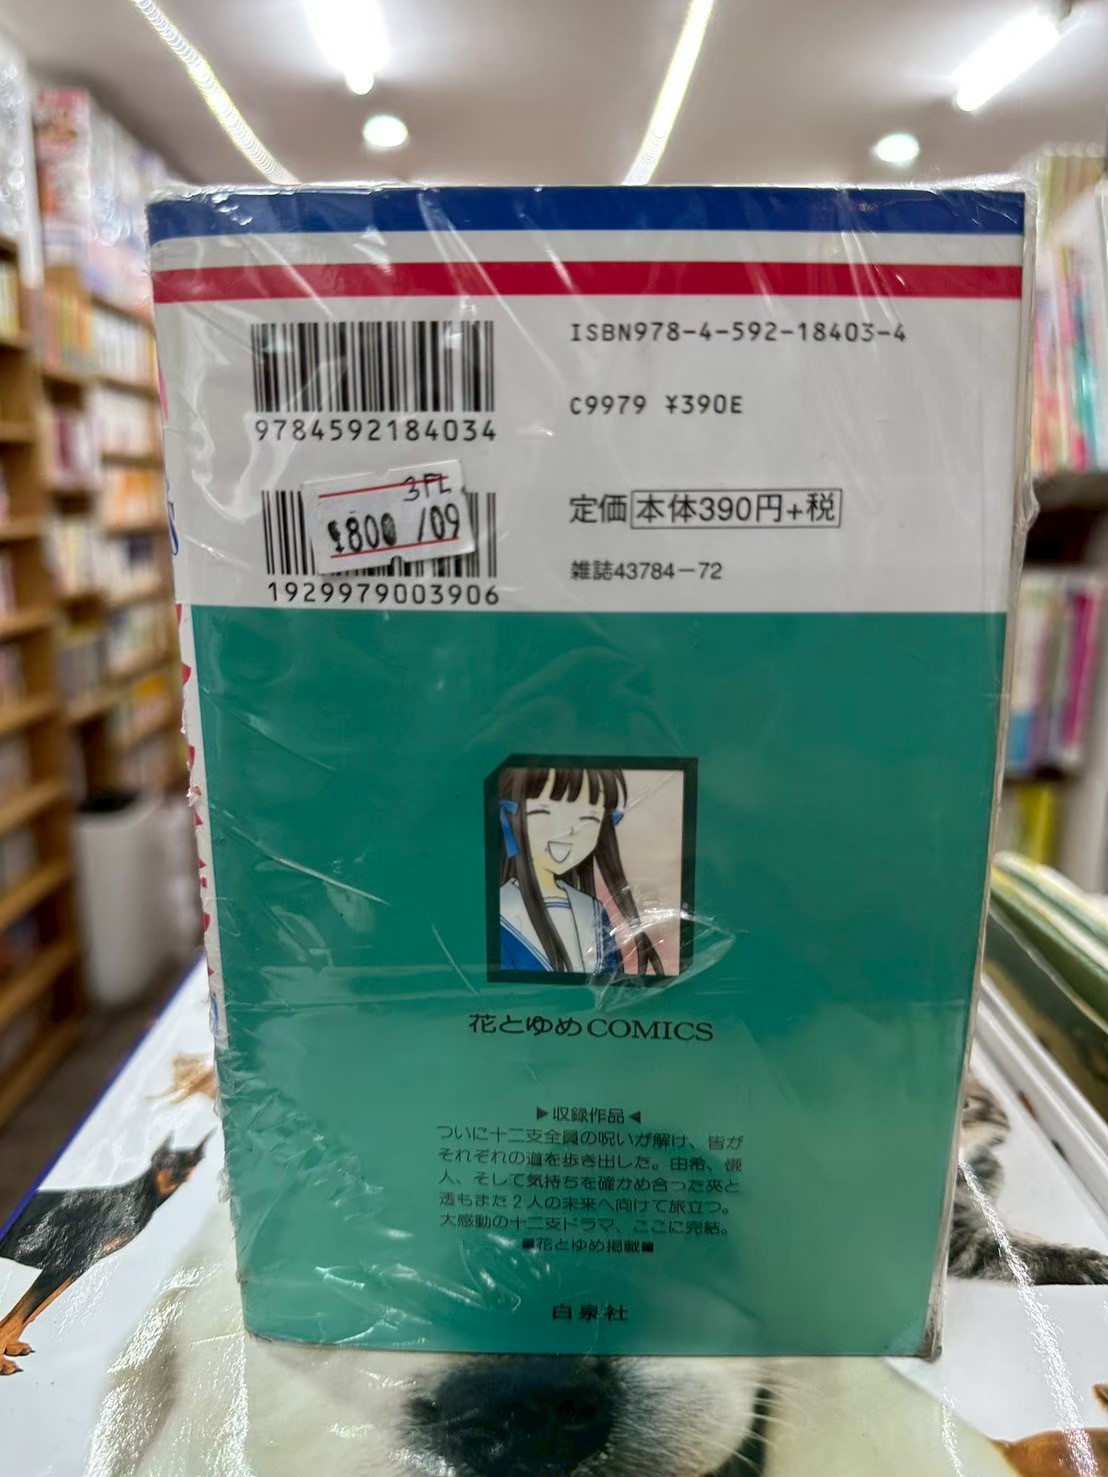 ISBN978-4-592-18403-4
9784592184034
C9979 ¥390E
3FL
¥800 /09
定価 本体390円+税
雑誌43784-72
1929979003906
花とゆめCOMICS
▶収録作品◀
ついに十二支全員の呪いが解け、皆が
それぞれの道を歩き出した。由希、慊
人、そして気持ちを確かめ合った夾と
透もまた2人の未来へ向けて旅立つ。
大感動の十二支ドラマ、ここに完結。
■花とゆめ掲載■
白泉社